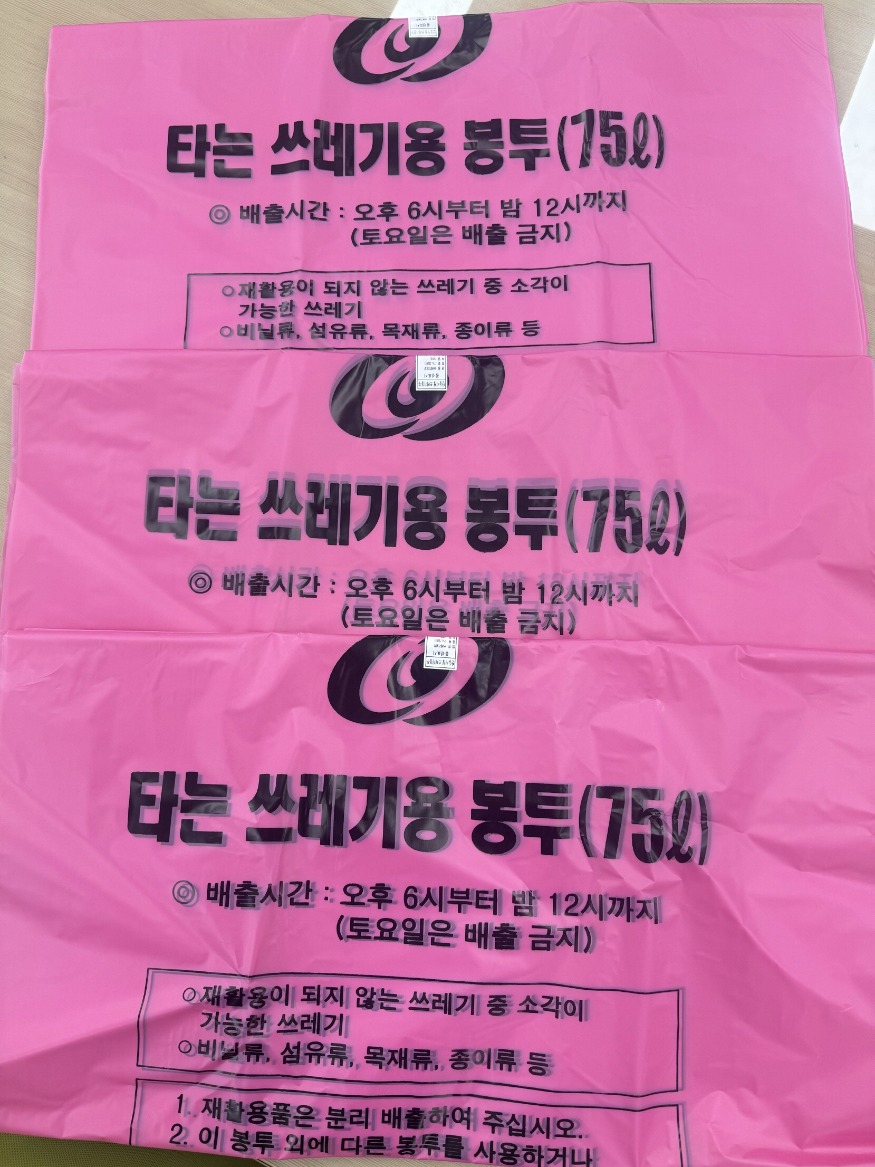 타는 쓰레기용 봉투(75ℓ)
◎ 배출시간 : 오후 6시부터 밤 12시까지
(토요일은 배출 금지)
○재활용이 되지 않는 쓰레기 중 소각이
가능한 쓰레기
○비닐류, 섬유류, 목재류, 종이류 등
타는 쓰레기용 봉투(75ℓ)
◎ 배출시간 : 오후 6시부터 밤 12시까지
(토요일은 배출 금지)
타는 쓰레기용 봉투(75ℓ)
◎ 배출시간 : 오후 6시부터 밤 12시까지
(토요일은 배출 금지)
○재활용이 되지 않는 쓰레기 중 소각이
가능한 쓰레기
○비닐류, 섬유류, 목재류, 종이류 등
1. 재활용품은 분리 배출하여 주십시오.
2. 이 봉투 외에 다른 봉투를 사용하거나